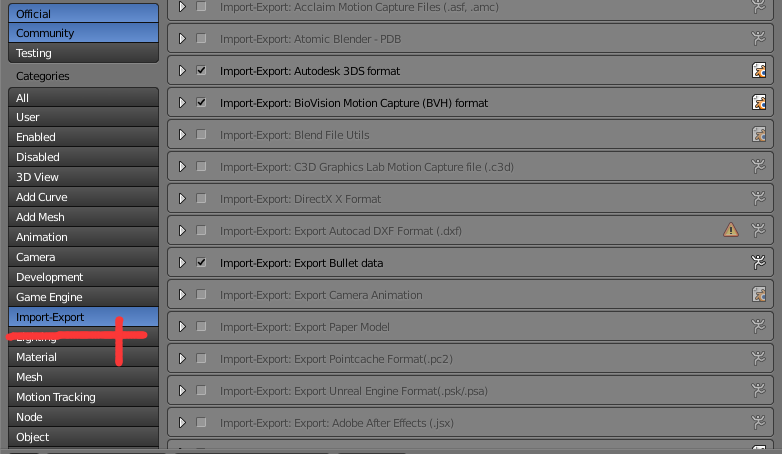 Official
Community
Testing
Categories
All
User
Enabled
Disabled
3D View
Add Curve
Add Mesh
Animation
Camera
Development
Game Engine
Import-Export
Lighting
Material
Mesh
Motion Tracking
Node
Object
Import-Export: Acclaim Motion Capture Files (.asf, .amc)
Import-Export: Atomic Blender - PDB
Import-Export: Autodesk 3DS format
Import-Export: BioVision Motion Capture (BVH) format
Import-Export: Blend File Utils
Import-Export: C3D Graphics Lab Motion Capture file (.c3d)
Import-Export: DirectX X Format
Import-Export: Export Autocad DXF Format (.dxf)
Import-Export: Export Bullet data
Import-Export: Export Camera Animation
Import-Export: Export Paper Model
Import-Export: Export Pointcache Format(.pc2)
Import-Export: Export Unreal Engine Format(.psk/.psa)
Import-Export: Export: Adobe After Effects (.jsx)